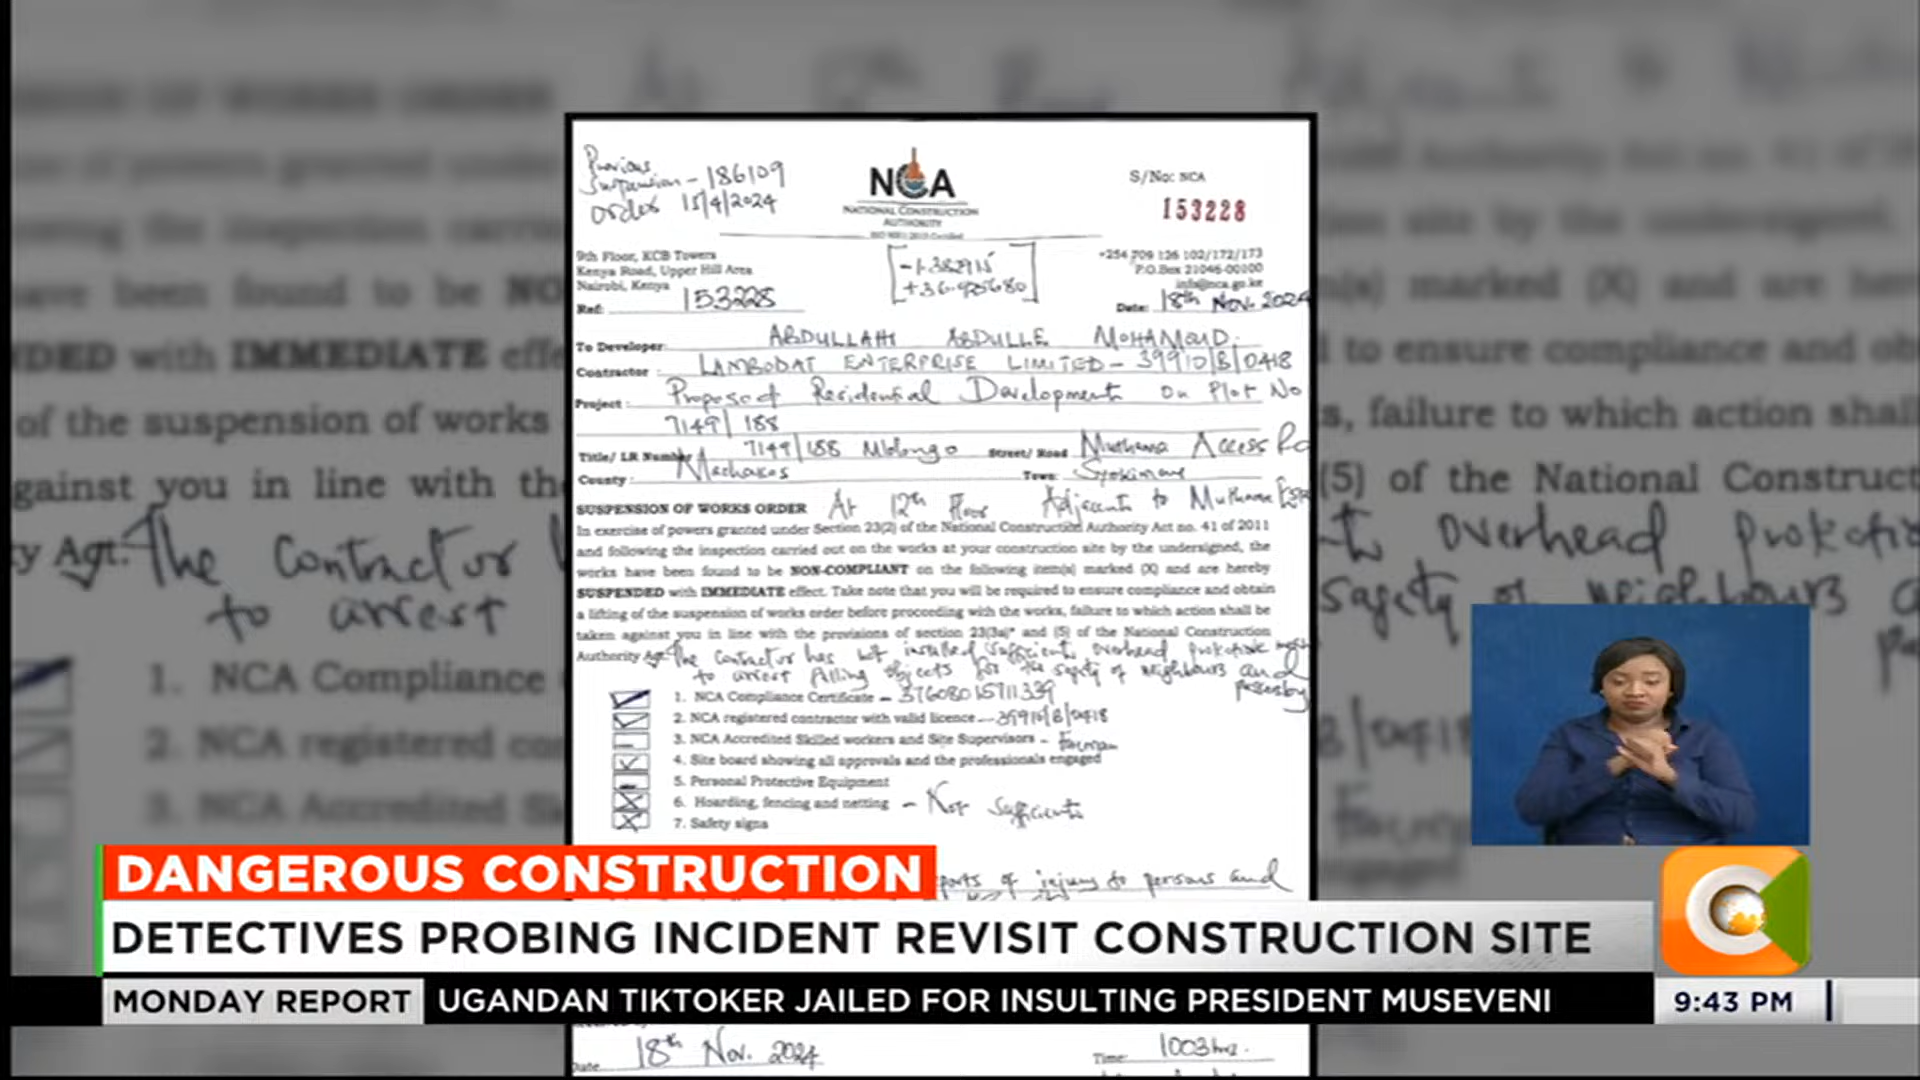 Previous
Suspension - 186109
Order 15/4/2024
NCA
NATIONAL CONSTRUCTION
AUTHORITY
ISO 9001:2015 Certified
S/No: NCA
153228
9th Floor, KCB Towers
Kenya Road, Upper Hill Area
Nairobi, Kenya
+254 709 126 102/172/173
P.O.Box 21046-00100
info@nca.go.ke
Ref: 153228
Date: 18th Nov. 2024
To Developer: ABDULLAHI ABDULLE MOHAMOUD.
Contractor: LAMBODAT ENTERPRISE LIMITED - 39910/B/0418
Project: Proposed Residential Development on Plot No
7149/188
Title/ LR Number 7149/188 Mlolongo Street/ Road Muthama Access
County: Machakos Town: Syokimau
SUSPENSION OF WORKS ORDER At 12th Floor Adjacent to Muthama
In exercise of powers granted under Section 23(2) of the National Construction Authority Act no. 41 of 2011
and following the inspection carried out on the works at your construction site by the undersigned, the
works have been found to be NON-COMPLIANT on the following item(s) marked (X) and are hereby
SUSPENDED with IMMEDIATE effect. Take note that you will be required to ensure compliance and obtain
a lifting of the suspension of works order before proceeding with the works, failure to which action shall be
taken against you in line with the provisions of section 23(3a)* and (5) of the National Construction
Authority Act. The contractor has not installed sufficient overhead protective
to arrest falling objects for the safety of neighbours and
1. NCA Compliance Certificate - 37608015711339
2. NCA registered contractor with valid licence - 39910/B/0418
3. NCA Accredited Skilled workers and Site Supervisors - Foreman
4. Site board showing all approvals and the professionals engaged
5. Personal Protective Equipment
6. Hoarding, fencing and netting - Not Sufficient
7. Safety signs
of injury to persons and
DANGEROUS CONSTRUCTION
DETECTIVES PROBING INCIDENT REVISIT CONSTRUCTION SITE
MONDAY REPORT UGANDAN TIKTOKER JAILED FOR INSULTING PRESIDENT MUSEVENI 9:43 PM
Date 18th Nov. 2024 Time 1003hrs.